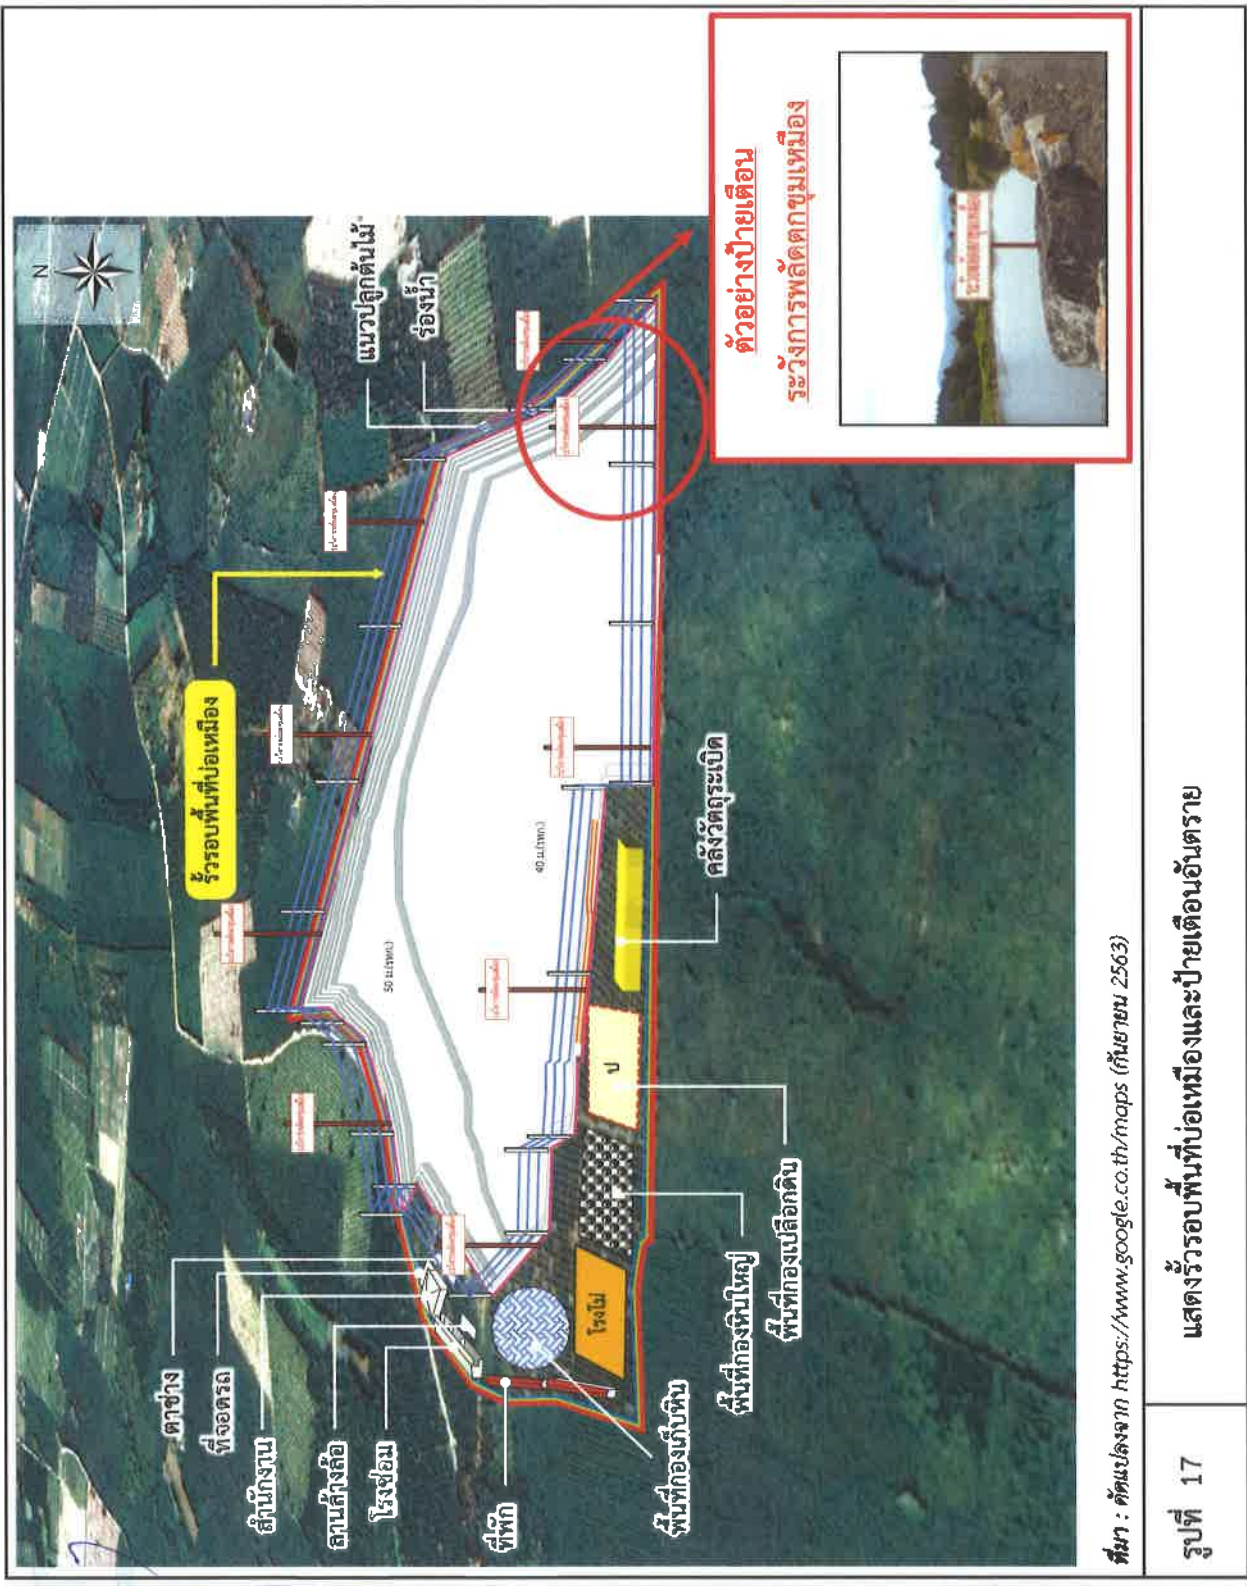 N
แนวปลูกต้นไม้
ร่องน้ำ
รั้วรอบพื้นที่บ่อเหมือง
ตัวอย่างป้ายเตือน
ระวังการพลัดตกขุมเหมือง
50 ม.(รทก.)
40 ม.(รทก.)
คลังวัตถุระเบิด
ป
ตาชั่ง
ที่จอดรถ
สำนักงาน
ลานล้างล้อ
โรงซ่อม
ที่พัก
โรงโม่
พื้นที่กองเก็บหิน
พื้นที่กองหินใหญ่
พื้นที่กองเปลือกดิน
ที่มา : ดัดแปลงจาก https://www.google.co.th/maps (กันยายน 2563)
รูปที่ 17
แสดงรั้วรอบพื้นที่บ่อเหมืองและป้ายเตือนอันตราย